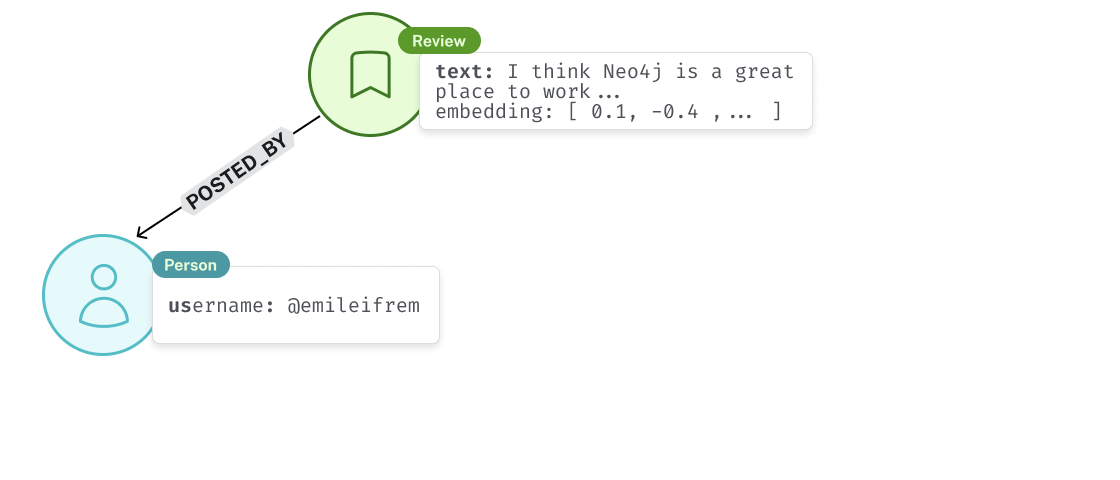 Review
text: I think Neo4j is a great
place to work...
embedding: [ 0.1, -0.4 ,... ]
POSTED_BY
Person
username: @emileifrem